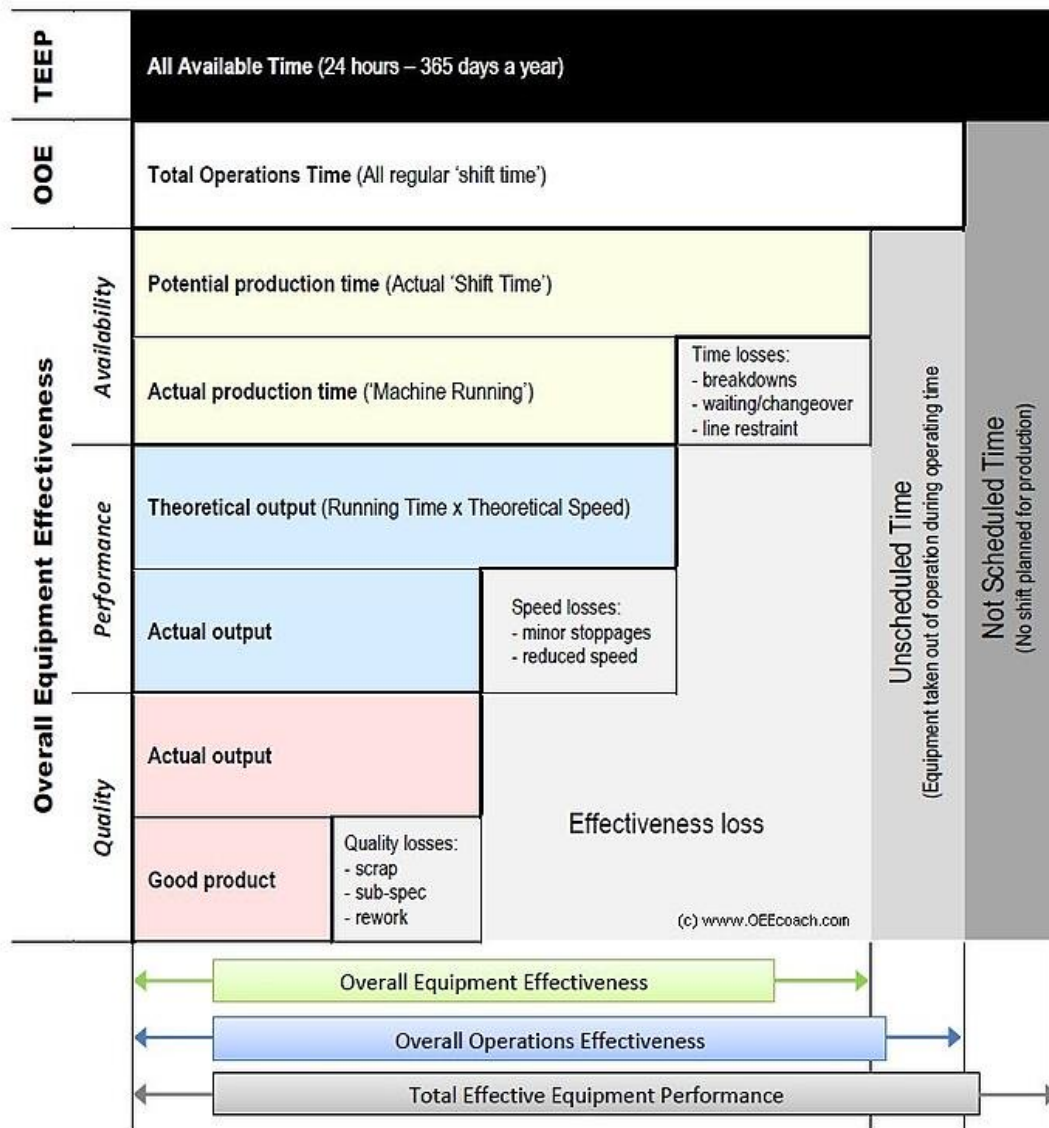 TEEP
All Available Time (24 hours – 365 days a year)
OOE
Total Operations Time (All regular 'shift time')
Overall Equipment Effectiveness
Availability
Potential production time (Actual 'Shift Time')
Actual production time ('Machine Running')
Time losses:
- breakdowns
- waiting/changeover
- line restraint
Performance
Theoretical output (Running Time x Theoretical Speed)
Actual output
Speed losses:
- minor stoppages
- reduced speed
Quality
Actual output
Good product
Quality losses:
- scrap
- sub-spec
- rework
Effectiveness loss
(c) www.OEEcoach.com
Unscheduled Time
(Equipment taken out of operation during operating time
Not Scheduled Time
(No shift planned for production)
Overall Equipment Effectiveness
Overall Operations Effectiveness
Total Effective Equipment Performance